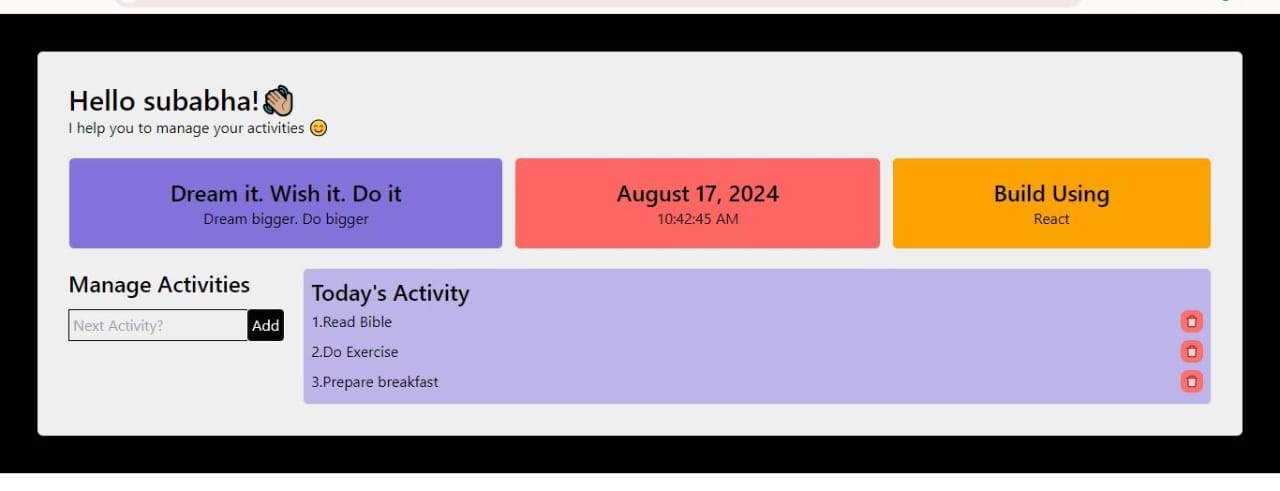 Hello subabha!👋🏽
I help you to manage your activities 😊
Dream it. Wish it. Do it
Dream bigger. Do bigger
August 17, 2024
10:42:45 AM
Build Using
React
Manage Activities
Next Activity?
Add
Today's Activity
1.Read Bible
2.Do Exercise
3.Prepare breakfast